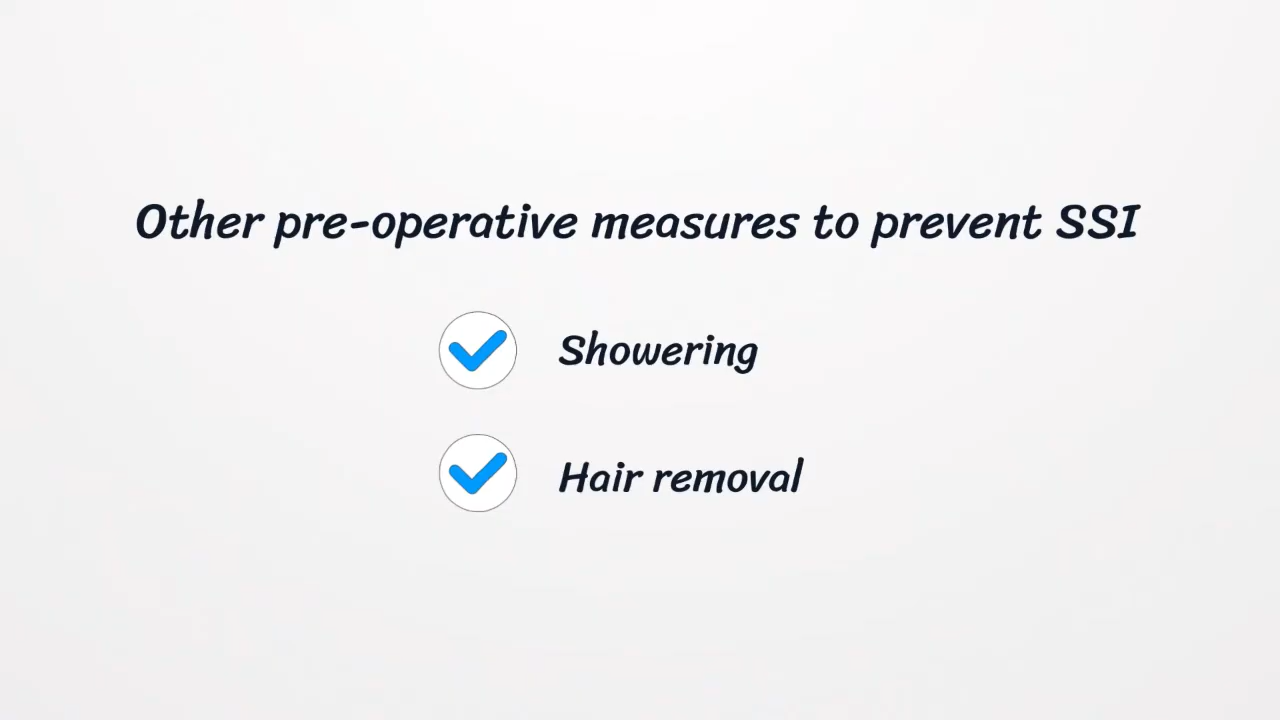 Other pre-operative measures to prevent SSI
Showering
Hair removal